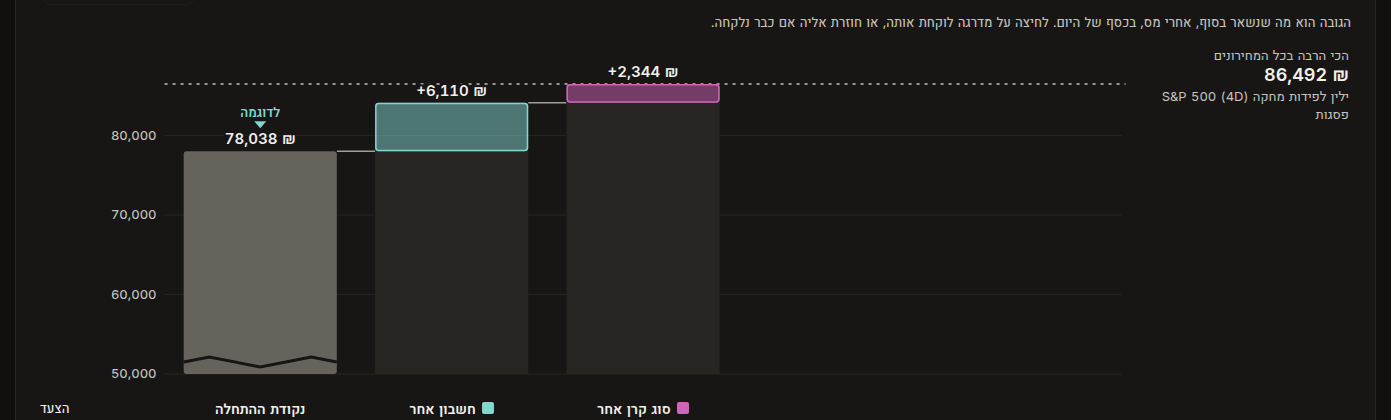 הגובה הוא מה שנשאר בסוף, אחרי מס, בכסף של היום. לחיצה על מדרגה לוקחת אותה, או חוזרת אליה אם כבר נלקחה.
הכי הרבה בכל המחירונים
86,492 ₪
ילין לפידות מחקה S&P 500 (4D)
פסגות
+2,344 ₪
+6,110 ₪
לדוגמה
78,038 ₪
80,000
70,000
60,000
50,000
הצעד
נקודת ההתחלה
חשבון אחר
סוג קרן אחר